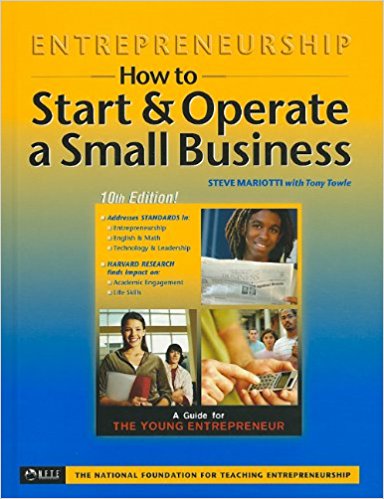 ENTREPRENEURSHIP
How to
Start & Operate
a Small Business
STEVE MARIOTTI with Tony Towle
10th Edition!
Addresses STANDARDS in:
Entrepreneurship
English & Math
Technology & Leadership
HARVARD RESEARCH
finds impact on:
Academic Engagement
Life Skills
BUSINESS
A Guide for
THE YOUNG ENTREPRENEUR
NFTE
THE NATIONAL FOUNDATION FOR TEACHING ENTREPRENEURSHIP